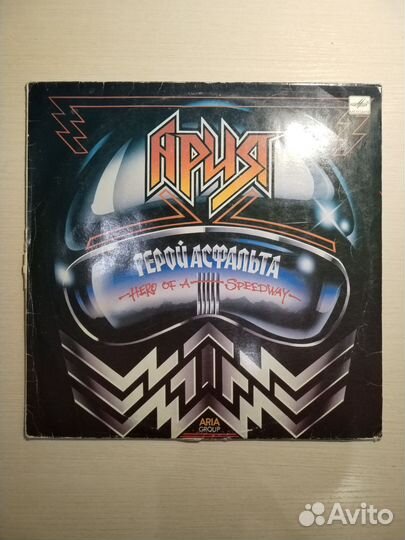 АРИЯ
ГЕРОЙ АСФАЛЬТА
HERO OF A SPEEDWAY
ARIA
GROUP
Avito